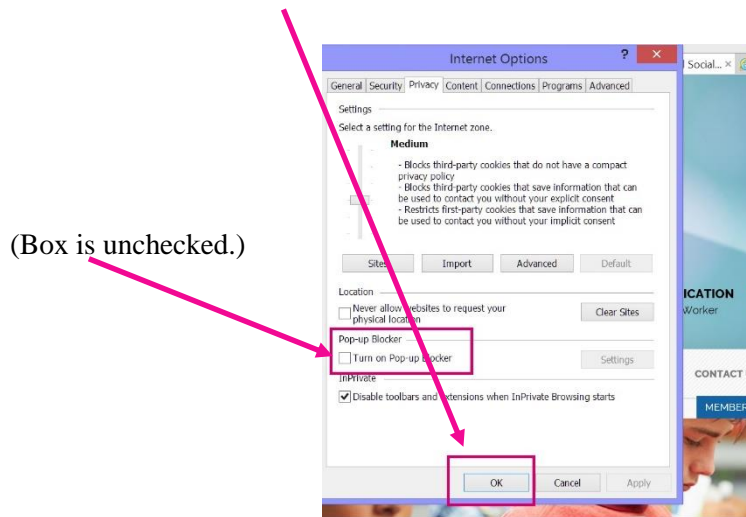 Internet Options ? ×
Social... ×
General Security Privacy Content Connections Programs Advanced
Settings
Select a setting for the Internet zone.
Medium
- Blocks third-party cookies that do not have a compact
privacy policy
- Blocks third-party cookies that save information that can
be used to contact you without your explicit consent
- Restricts first-party cookies that save information that can
be used to contact you without your implicit consent
(Box is unchecked.)
Sites Import Advanced Default
Location
Never allow websites to request your
physical location
Clear Sites
ICATION
Worker
Pop-up Blocker
Turn on Pop-up Blocker
Settings
CONTACT
InPrivate
Disable toolbars and extensions when InPrivate Browsing starts
MEMBER
OK Cancel Apply